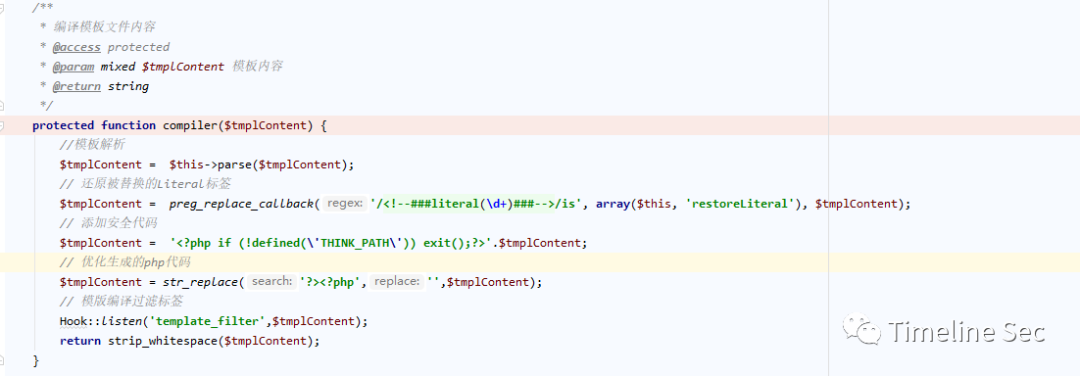 /**
* 编译模板文件内容
* @access protected
* @param mixed $tmplContent 模板内容
* @return string
*/
protected function compiler($tmplContent) {
//模板解析
$tmplContent = $this->parse($tmplContent);
// 还原被替换的Literal标签
$tmplContent = preg_replace_callback( regex: '/<!--###literal(\d+)###-->/is', array($this, 'restoreLiteral'), $tmplContent);
// 添加安全代码
$tmplContent = '<?php if (!defined(\'THINK_PATH\')) exit();?>'.$tmplContent;
// 优化生成的php代码
$tmplContent = str_replace( search: '?><?php', replace: '',$tmplContent);
// 模版编译过滤标签
Hook::listen('template_filter',$tmplContent);
return strip_whitespace($tmplContent);
}
Timeline Sec